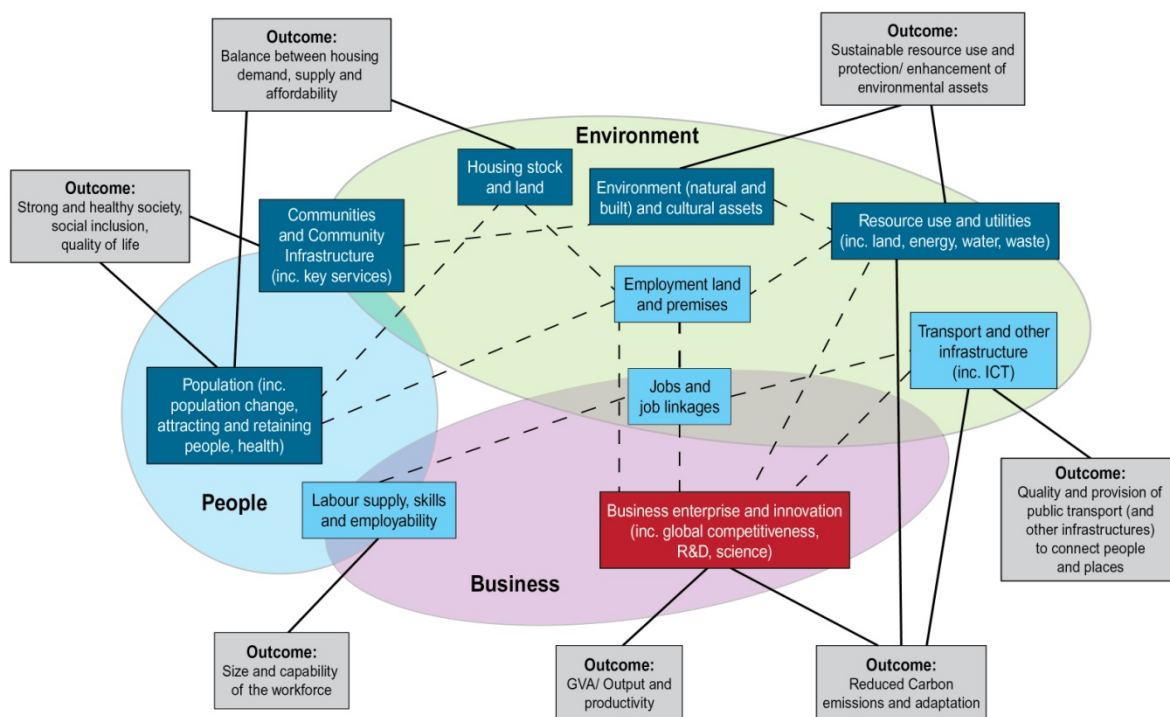 Outcome:
Balance between housing
demand, supply and
affordability
Outcome:
Sustainable resource use and
protection/ enhancement of
environmental assets
Environment
Housing stock
and land
Environment (natural and
built) and cultural assets
Outcome:
Strong and healthy society,
social inclusion,
quality of life
Communities
and Community
Infrastructure
(inc. key services)
Resource use and utilities
(inc. land, energy, water, waste)
Employment land
and premises
Transport and other
infrastructure
(inc. ICT)
Population (inc.
population change,
attracting and
retaining
people, health)
Jobs and
job linkages
People
Labour supply, skills
and employability
Business enterprise and innovation
(inc. global competitiveness,
R&D, science)
Outcome:
Quality and provision of
public transport (and
other infrastructures)
to connect people
and places
Business
Outcome:
Size and capability
of the workforce
Outcome:
GVA/ Output and
productivity
Outcome:
Reduced Carbon
emissions and adaptation